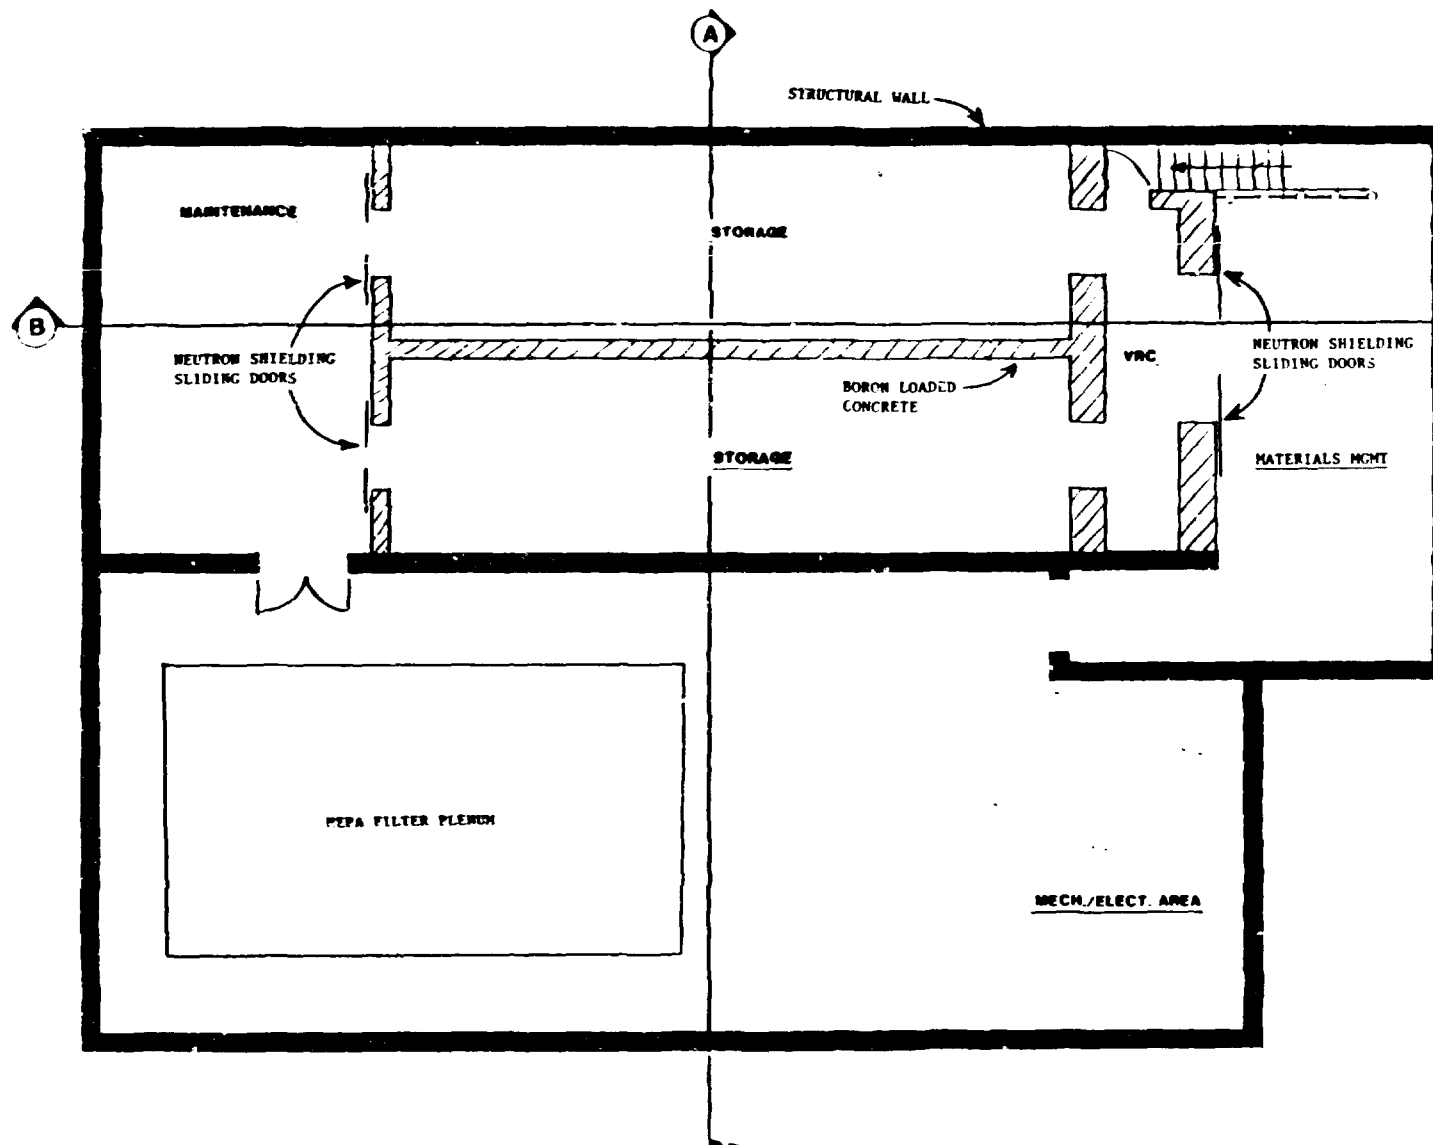 A
STRUCTURAL WALL
MAINTENANCE
STORAGE
B
NEUTRON SHIELDING
SLIDING DOORS
VRC
NEUTRON SHIELDING
SLIDING DOORS
BORON LOADED
CONCRETE
STORAGE
MATERIALS MGMT
HEPA FILTER PLENUM
MECH./ELECT. AREA